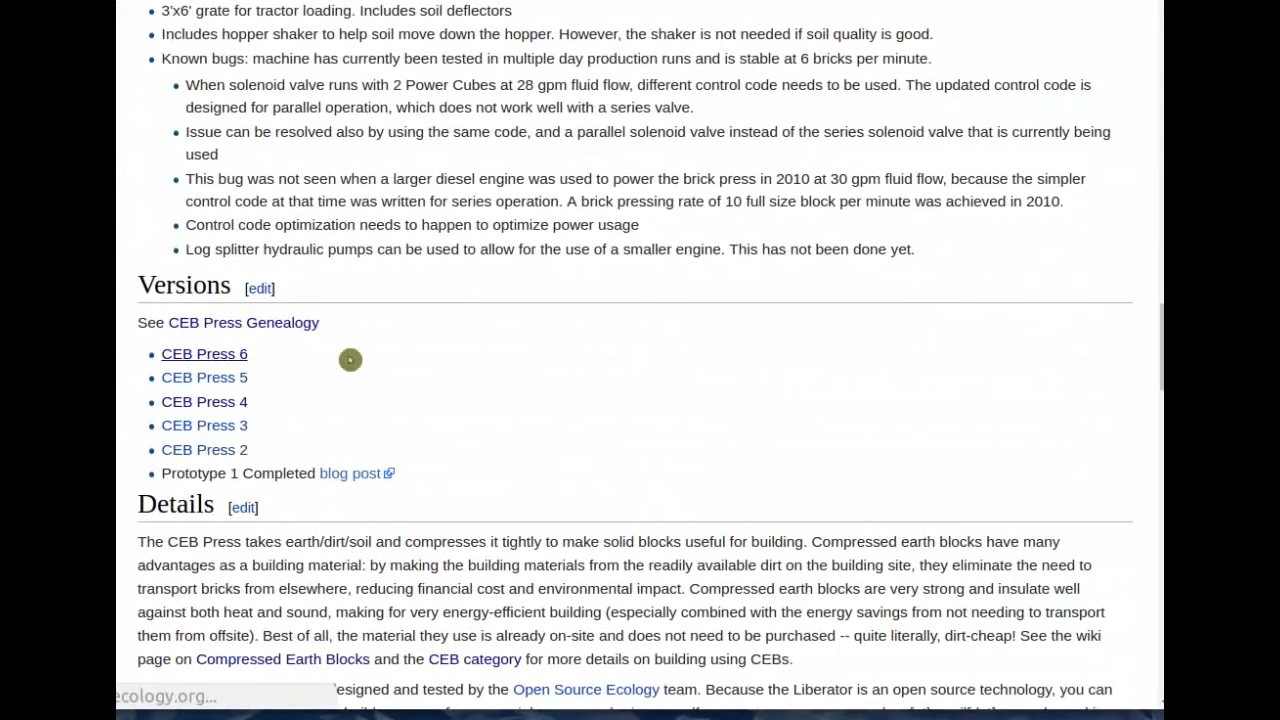 3'x6' grate for tractor loading. Includes soil deflectors
Includes hopper shaker to help soil move down the hopper. However, the shaker is not needed if soil quality is good.
Known bugs: machine has currently been tested in multiple day production runs and is stable at 6 bricks per minute.
When solenoid valve runs with 2 Power Cubes at 28 gpm fluid flow, different control code needs to be used. The updated control code is
designed for parallel operation, which does not work well with a series valve.
Issue can be resolved also by using the same code, and a parallel solenoid valve instead of the series solenoid valve that is currently being
used
This bug was not seen when a larger diesel engine was used to power the brick press in 2010 at 30 gpm fluid flow, because the simpler
control code at that time was written for series operation. A brick pressing rate of 10 full size block per minute was achieved in 2010.
Control code optimization needs to happen to optimize power usage
Log splitter hydraulic pumps can be used to allow for the use of a smaller engine. This has not been done yet.
Versions [edit]
See CEB Press Genealogy
CEB Press 6
CEB Press 5
CEB Press 4
CEB Press 3
CEB Press 2
Prototype 1 Completed blog post
Details [edit]
The CEB Press takes earth/dirt/soil and compresses it tightly to make solid blocks useful for building. Compressed earth blocks have many
advantages as a building material: by making the building materials from the readily available dirt on the building site, they eliminate the need to
transport bricks from elsewhere, reducing financial cost and environmental impact. Compressed earth blocks are very strong and insulate well
against both heat and sound, making for very energy-efficient building (especially combined with the energy savings from not needing to transport
them from offsite). Best of all, the material they use is already on-site and does not need to be purchased -- quite literally, dirt-cheap! See the wiki
page on Compressed Earth Blocks and the CEB category for more details on building using CEBs.
ecology.org... designed and tested by the Open Source Ecology team. Because the Liberator is an open source technology, you can